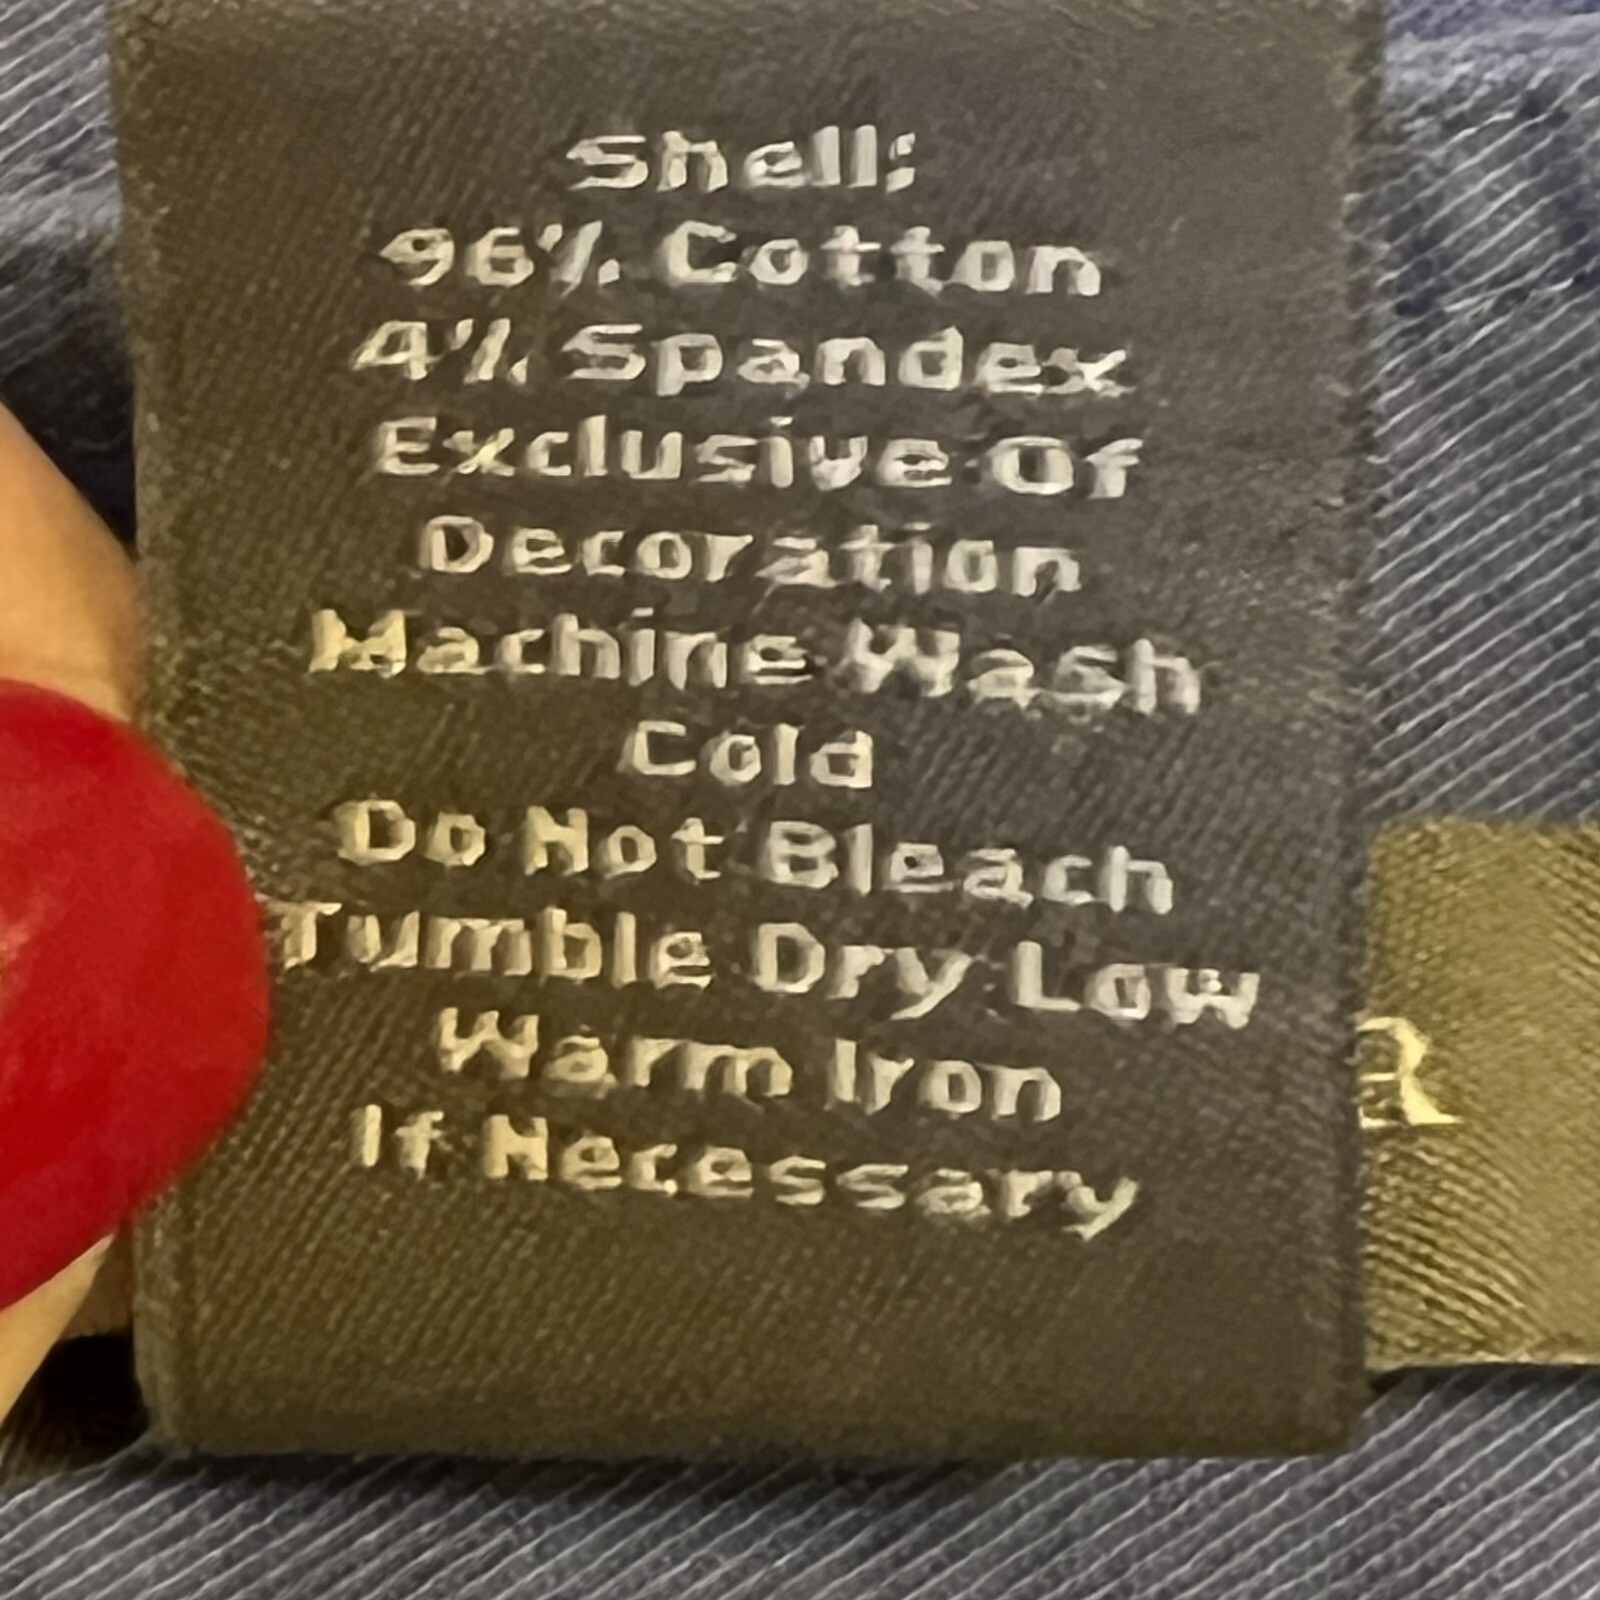 Shell:
96% Cotton
4% Spandex
Exclusive Of
Decoration
Machine Wash
Cold
Do Not Bleach
Tumble Dry Low
Warm Iron
If Necessary
R